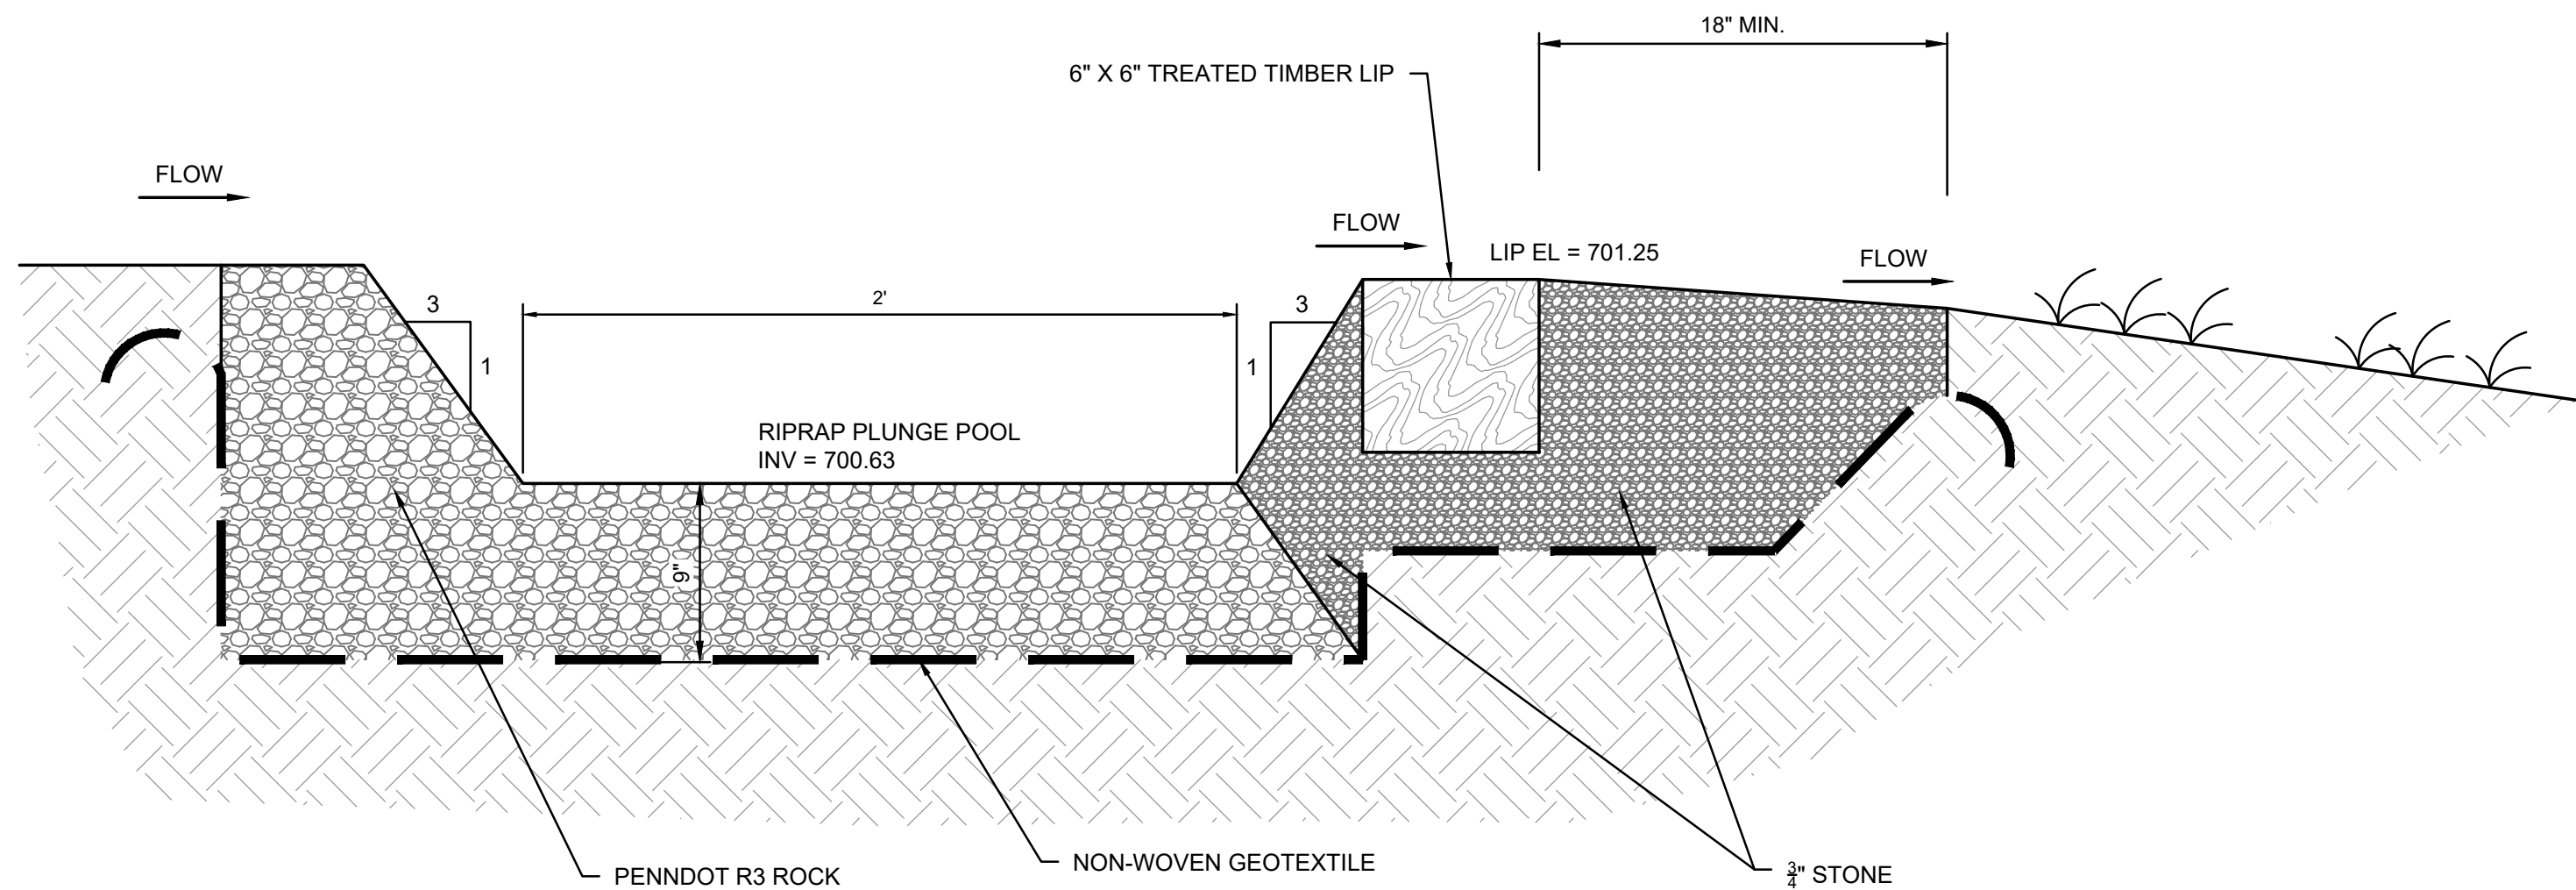 18" MIN.
6" X 6" TREATED TIMBER LIP
FLOW
FLOW
LIP EL = 701.25
FLOW
2'
3
3
1
1
RIPRAP PLUNGE POOL
INV = 700.63
9"
NON-WOVEN GEOTEXTILE
PENNDOT R3 ROCK
3/4" STONE